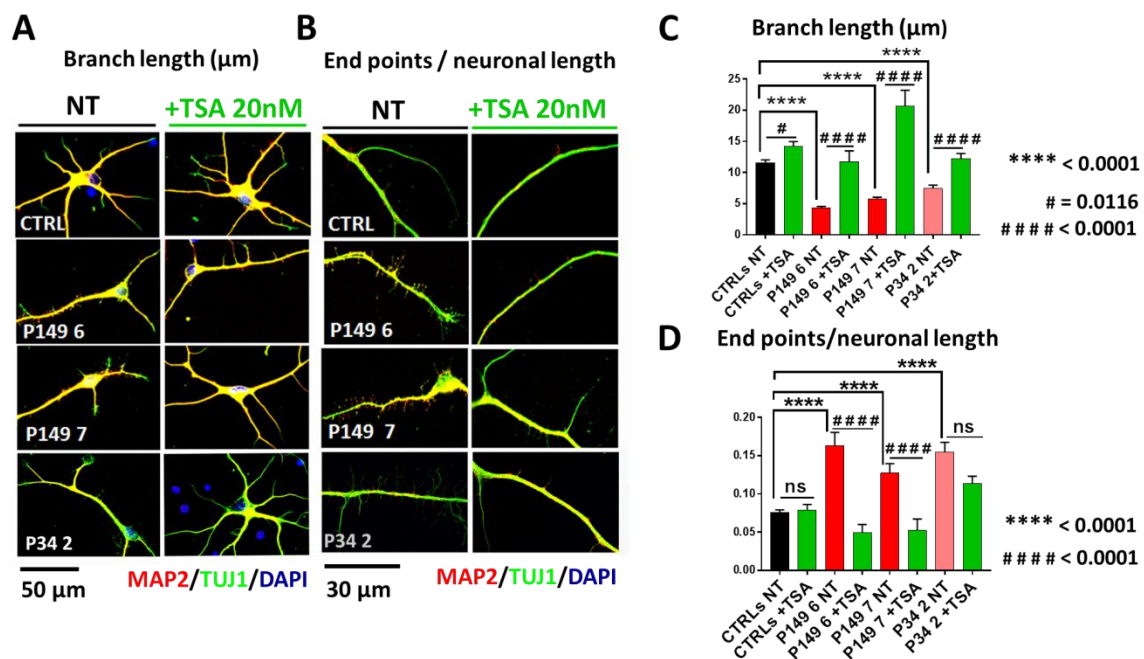 A
Branch length (µm)
NT
+TSA 20nM
CTRL
P149 6
P149 7
P34 2
50 µm
MAP2/TUJ1/DAPI
B
End points / neuronal length
NT
+TSA 20nM
CTRL
P149 6
P149 7
P34 2
30 µm
MAP2/TUJ1/DAPI
C
Branch length (µm)
****
****
####
****
####
####
#
25
20
15
10
5
0
CTRLs NT
CTRLs +TSA
P149 6 NT
P149 6 +TSA
P149 7 NT
P149 7 +TSA
P34 2 NT
P34 2+TSA
**** < 0.0001
# = 0.0116
#### < 0.0001
D
End points/neuronal length
****
****
ns
****
####
####
ns
0.20
0.15
0.10
0.05
0.00
CTRLs NT
CTRLs +TSA
P149 6 NT
P149 6 +TSA
P149 7 NT
P149 7 +TSA
P34 2 NT
P34 2+TSA
**** < 0.0001
#### < 0.0001